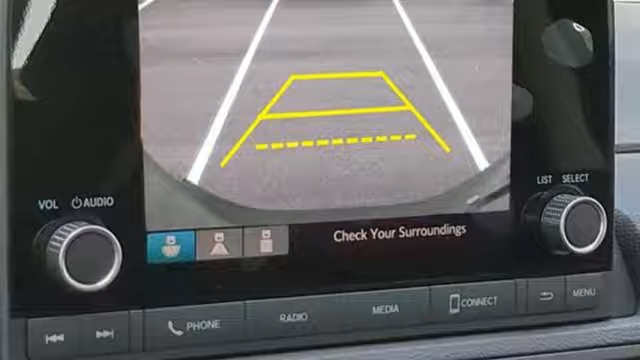 VOL AUDIO
LIST SELECT
Check Your Surroundings
PHONE
RADIO
MEDIA
CONNECT
MENU